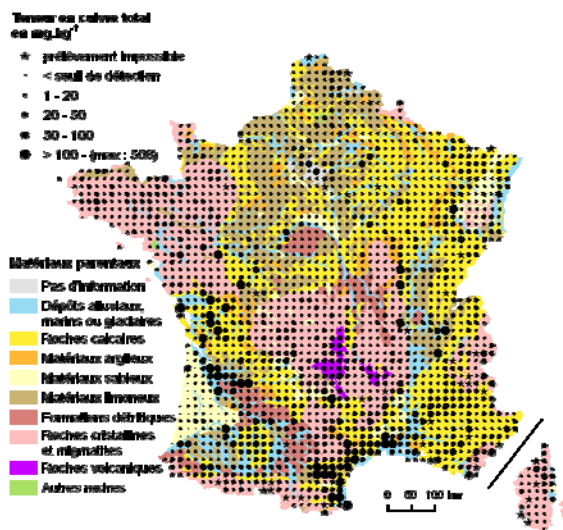 Teneur en cuivre total
en mg.kg-1
prélèvement impossible
< seuil de détection
1 - 20
20 - 50
50 - 100
> 100 - (max : 508)
Matériaux parentaux
Pas d'information
Dépôts alluviaux,
marins ou glaciaires
Roches calcaires
Matériaux argileux
Matériaux sableux
Matériaux limoneux
Formations détritiques
Roches cristallines
et migmatites
Roches volcaniques
Autres roches
0 50 100 km